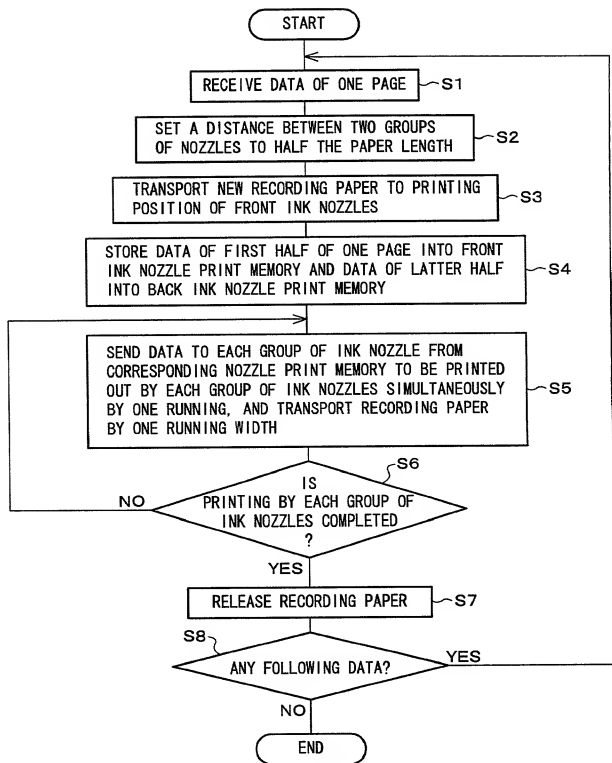 START
RECEIVE DATA OF ONE PAGE
S1
SET A DISTANCE BETWEEN TWO GROUPS
OF NOZZLES TO HALF THE PAPER LENGTH
S2
TRANSPORT NEW RECORDING PAPER TO PRINTING
POSITION OF FRONT INK NOZZLES
S3
STORE DATA OF FIRST HALF OF ONE PAGE INTO FRONT
INK NOZZLE PRINT MEMORY AND DATA OF LATTER HALF
INTO BACK INK NOZZLE PRINT MEMORY
S4
SEND DATA TO EACH GROUP OF INK NOZZLE FROM
CORRESPONDING NOZZLE PRINT MEMORY TO BE PRINTED
OUT BY EACH GROUP OF INK NOZZLES SIMULTANEOUSLY
BY ONE RUNNING, AND TRANSPORT RECORDING PAPER
BY ONE RUNNING WIDTH
S5
S6
IS
PRINTING BY EACH GROUP OF
INK NOZZLES COMPLETED
?
NO
YES
RELEASE RECORDING PAPER
S7
S8
ANY FOLLOWING DATA?
YES
NO
END